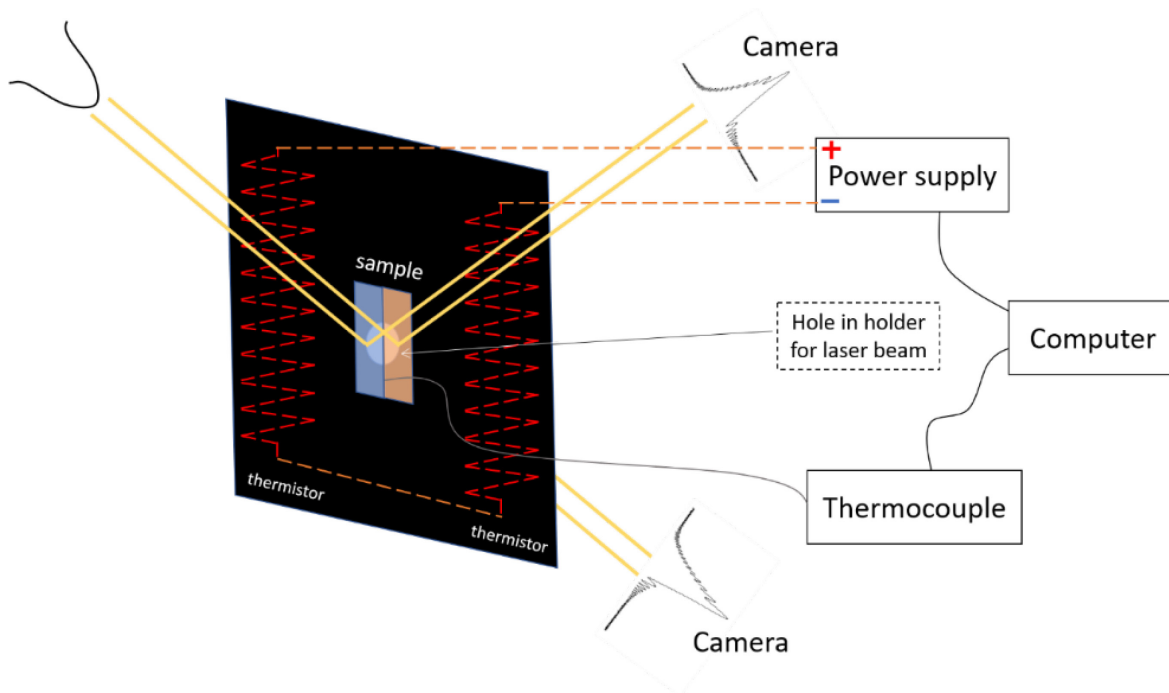 Camera
+
Power supply
−
sample
Hole in holder
for laser beam
Computer
thermistor
Thermocouple
thermistor
Camera